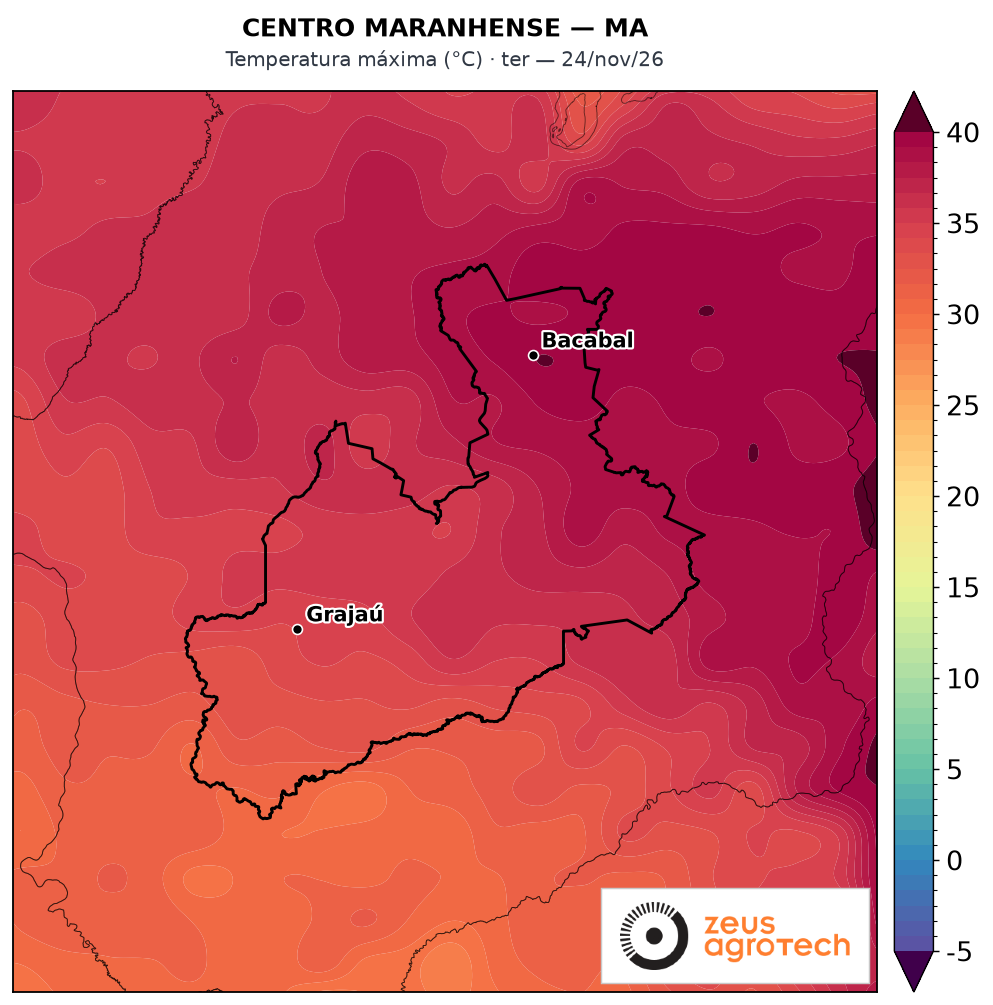 CENTRO MARANHENSE — MA
Temperatura máxima (°C) · ter — 24/nov/26
Bacabal
Grajaú
40
35
30
25
20
15
10
5
0
-5
zeus
agrotech